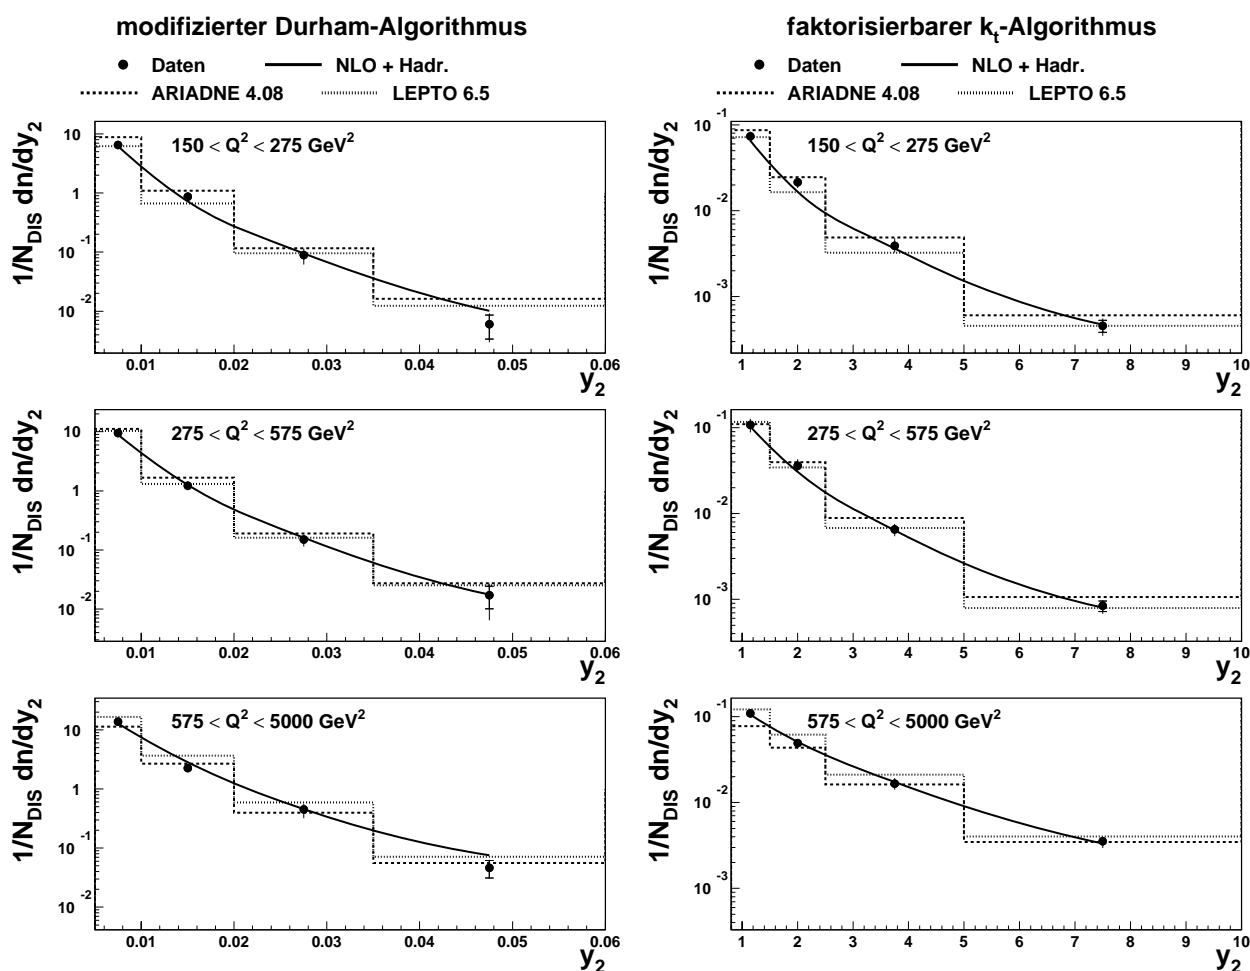 modifizierter Durham-Algorithmus
Daten NLO + Hadr.
ARIADNE 4.08 LEPTO 6.5
1/N_DIS dn/dy_2
150 < Q^2 < 275 GeV^2
10
1
10^-1
10^-2
0.01 0.02 0.03 0.04 0.05 0.06
y_2
1/N_DIS dn/dy_2
275 < Q^2 < 575 GeV^2
10
1
10^-1
10^-2
0.01 0.02 0.03 0.04 0.05 0.06
y_2
1/N_DIS dn/dy_2
575 < Q^2 < 5000 GeV^2
10
1
10^-1
10^-2
0.01 0.02 0.03 0.04 0.05 0.06
y_2
faktorisierbarer k_t-Algorithmus
Daten NLO + Hadr.
ARIADNE 4.08 LEPTO 6.5
1/N_DIS dn/dy_2
150 < Q^2 < 275 GeV^2
10^-1
10^-2
10^-3
1 2 3 4 5 6 7 8 9 10
y_2
1/N_DIS dn/dy_2
275 < Q^2 < 575 GeV^2
10^-1
10^-2
10^-3
1 2 3 4 5 6 7 8 9 10
y_2
1/N_DIS dn/dy_2
575 < Q^2 < 5000 GeV^2
10^-1
10^-2
10^-3
1 2 3 4 5 6 7 8 9 10
y_2